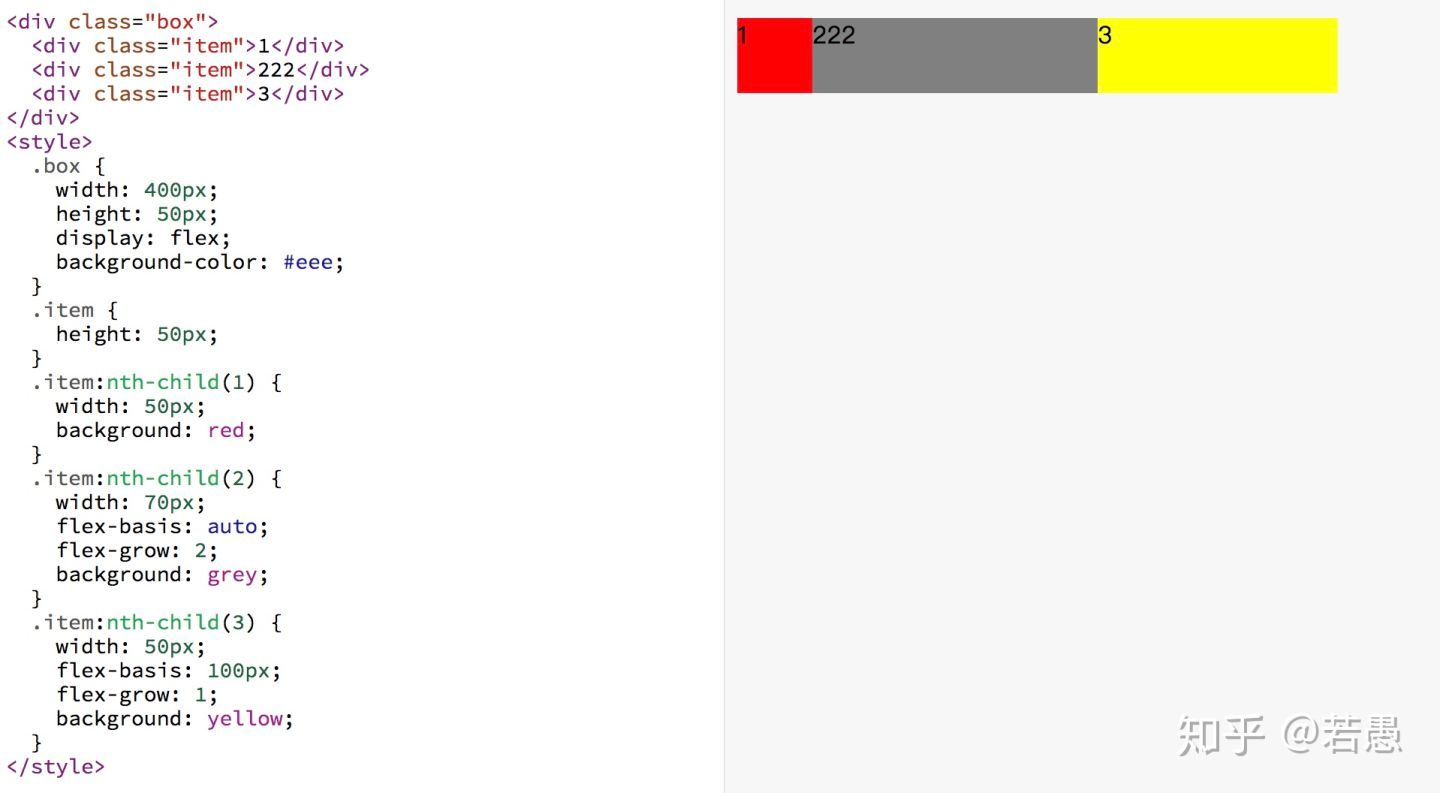 <div class="box">
  <div class="item">1</div>
  <div class="item">222</div>
  <div class="item">3</div>
</div>
<style>
  .box {
    width: 400px;
    height: 50px;
    display: flex;
    background-color: #eee;
  }
  .item {
    height: 50px;
  }
  .item:nth-child(1) {
    width: 50px;
    background: red;
  }
  .item:nth-child(2) {
    width: 70px;
    flex-basis: auto;
    flex-grow: 2;
    background: grey;
  }
  .item:nth-child(3) {
    width: 50px;
    flex-basis: 100px;
    flex-grow: 1;
    background: yellow;
  }
</style>
1 222 3
知乎 @若愚